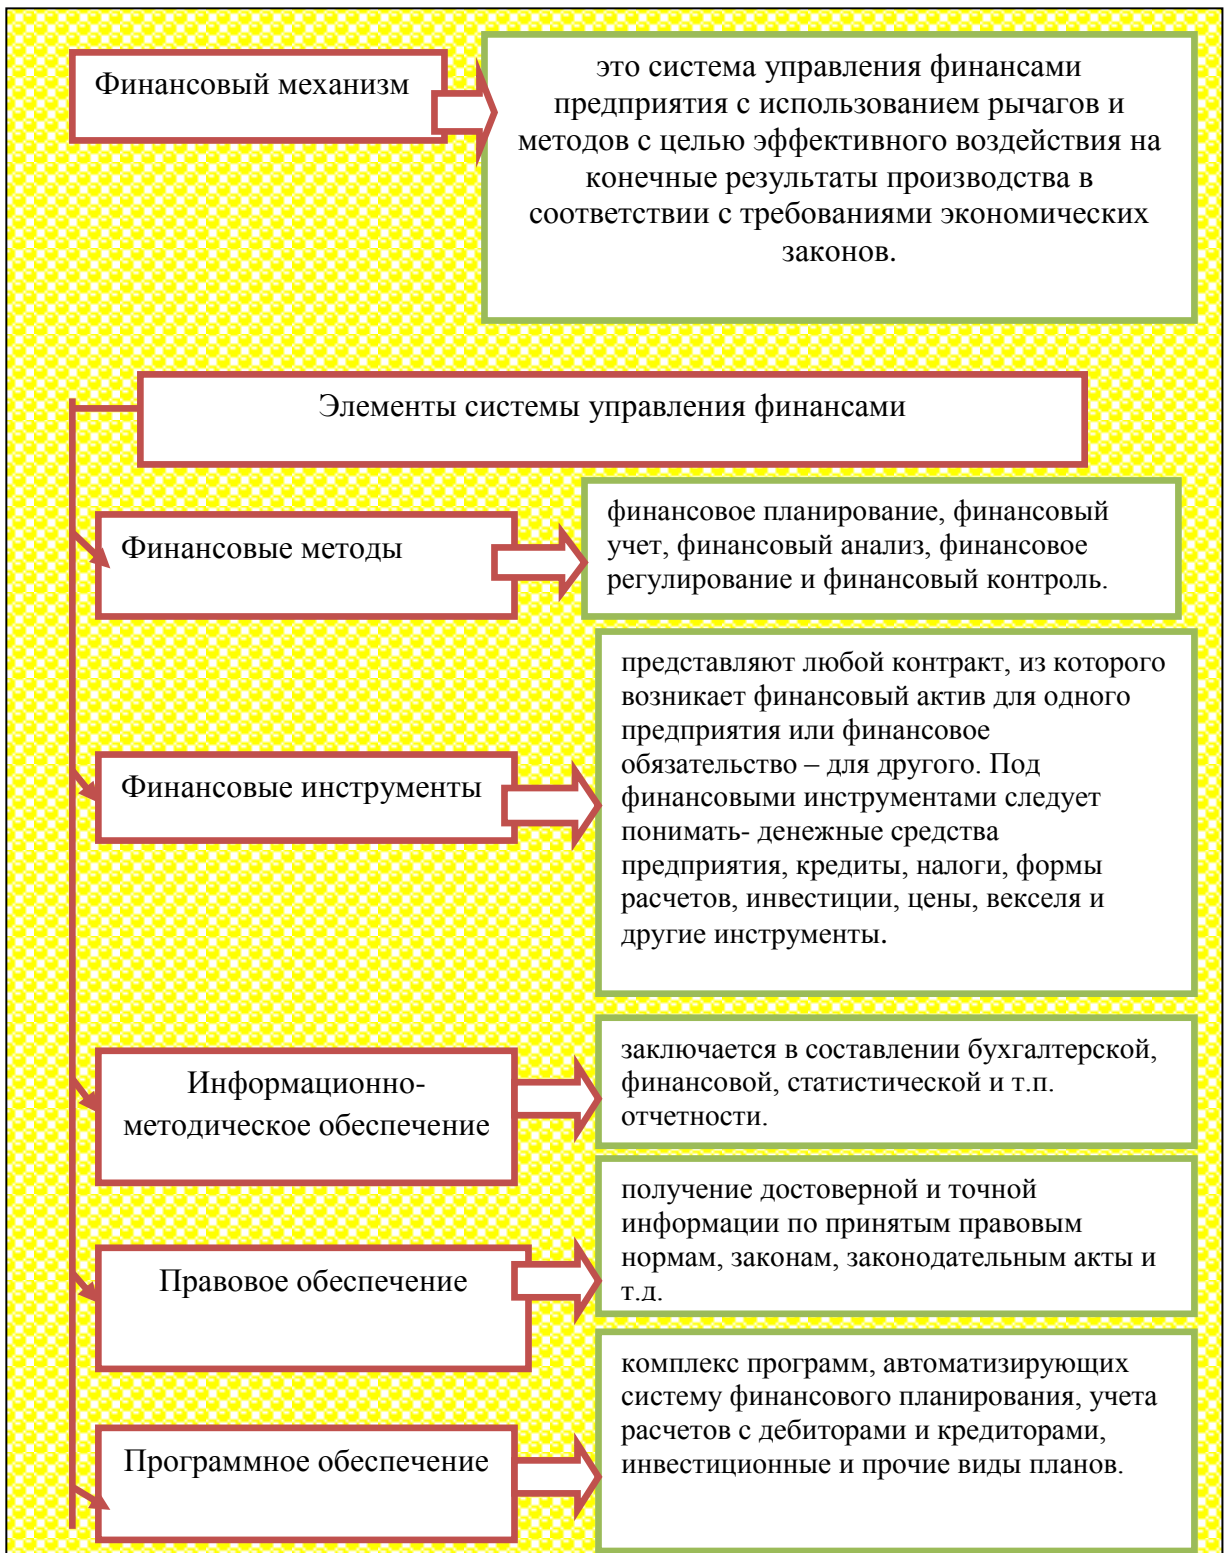 Финансовый механизм
это система управления финансами
предприятия с использованием рычагов и
методов с целью эффективного воздействия на
конечные результаты производства в
соответствии с требованиями экономических
законов.
Элементы системы управления финансами
Финансовые методы
финансовое планирование, финансовый
учет, финансовый анализ, финансовое
регулирование и финансовый контроль.
Финансовые инструменты
представляют любой контракт, из которого
возникает финансовый актив для одного
предприятия или финансовое
обязательство – для другого. Под
финансовыми инструментами следует
понимать- денежные средства
предприятия, кредиты, налоги, формы
расчетов, инвестиции, цены, векселя и
другие инструменты.
Информационно-
методическое обеспечение
заключается в составлении бухгалтерской,
финансовой, статистической и т.п.
отчетности.
Правовое обеспечение
получение достоверной и точной
информации по принятым правовым
нормам, законам, законодательным акты и
т.д.
Программное обеспечение
комплекс программ, автоматизирующих
систему финансового планирования, учета
расчетов с дебиторами и кредиторами,
инвестиционные и прочие виды планов.